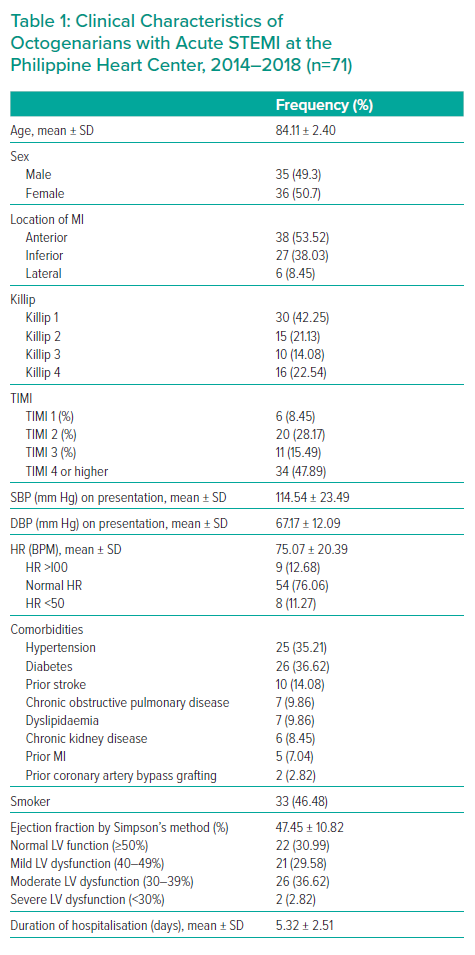 Table 1: Clinical Characteristics of
Octogenarians with Acute STEMI at the
Philippine Heart Center, 2014–2018 (n=71)
Frequency (%)
Age, mean ± SD 84.11 ± 2.40
Sex
Male 35 (49.3)
Female 36 (50.7)
Location of MI
Anterior 38 (53.52)
Inferior 27 (38.03)
Lateral 6 (8.45)
Killip
Killip 1 30 (42.25)
Killip 2 15 (21.13)
Killip 3 10 (14.08)
Killip 4 16 (22.54)
TIMI
TIMI 1 (%) 6 (8.45)
TIMI 2 (%) 20 (28.17)
TIMI 3 (%) 11 (15.49)
TIMI 4 or higher 34 (47.89)
SBP (mm Hg) on presentation, mean ± SD 114.54 ± 23.49
DBP (mm Hg) on presentation, mean ± SD 67.17 ± 12.09
HR (BPM), mean ± SD 75.07 ± 20.39
HR >100 9 (12.68)
Normal HR 54 (76.06)
HR <50 8 (11.27)
Comorbidities
Hypertension 25 (35.21)
Diabetes 26 (36.62)
Prior stroke 10 (14.08)
Chronic obstructive pulmonary disease 7 (9.86)
Dyslipidaemia 7 (9.86)
Chronic kidney disease 6 (8.45)
Prior MI 5 (7.04)
Prior coronary artery bypass grafting 2 (2.82)
Smoker 33 (46.48)
Ejection fraction by Simpson's method (%) 47.45 ± 10.82
Normal LV function (≥50%) 22 (30.99)
Mild LV dysfunction (40–49%) 21 (29.58)
Moderate LV dysfunction (30–39%) 26 (36.62)
Severe LV dysfunction (<30%) 2 (2.82)
Duration of hospitalisation (days), mean ± SD 5.32 ± 2.51